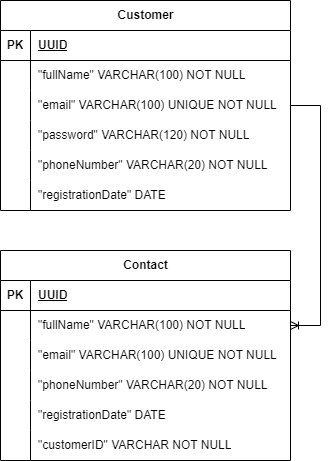 Customer
PK UUID
"fullName" VARCHAR(100) NOT NULL
"email" VARCHAR(100) UNIQUE NOT NULL
"password" VARCHAR(120) NOT NULL
"phoneNumber" VARCHAR(20) NOT NULL
"registrationDate" DATE
Contact
PK UUID
"fullName" VARCHAR(100) NOT NULL
"email" VARCHAR(100) UNIQUE NOT NULL
"phoneNumber" VARCHAR(20) NOT NULL
"registrationDate" DATE
"customerID" VARCHAR NOT NULL